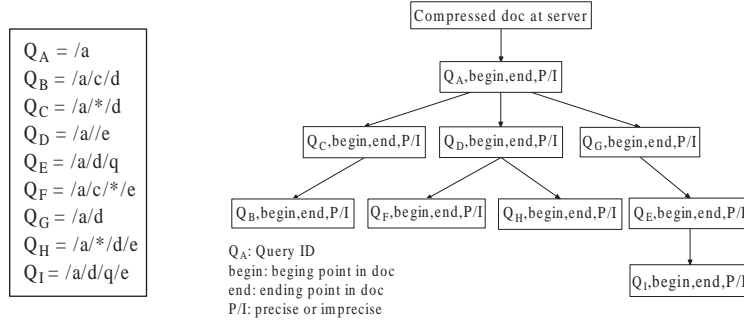 Q_A = /a
Q_B = /a/c/d
Q_C = /a/*/d
Q_D = /a//e
Q_E = /a/d/q
Q_F = /a/c/*/e
Q_G = /a/d
Q_H = /a/*/d/e
Q_I = /a/d/q/e
Compressed doc at server
Q_A,begin,end,P/I
Q_C,begin,end,P/I
Q_D,begin,end,P/I
Q_G,begin,end,P/I
Q_B,begin,end,P/I
Q_F,begin,end,P/I
Q_H,begin,end,P/I
Q_E,begin,end,P/I
Q_I,begin,end,P/I
Q_A: Query ID
begin: beging point in doc
end: ending point in doc
P/I: precise or imprecise